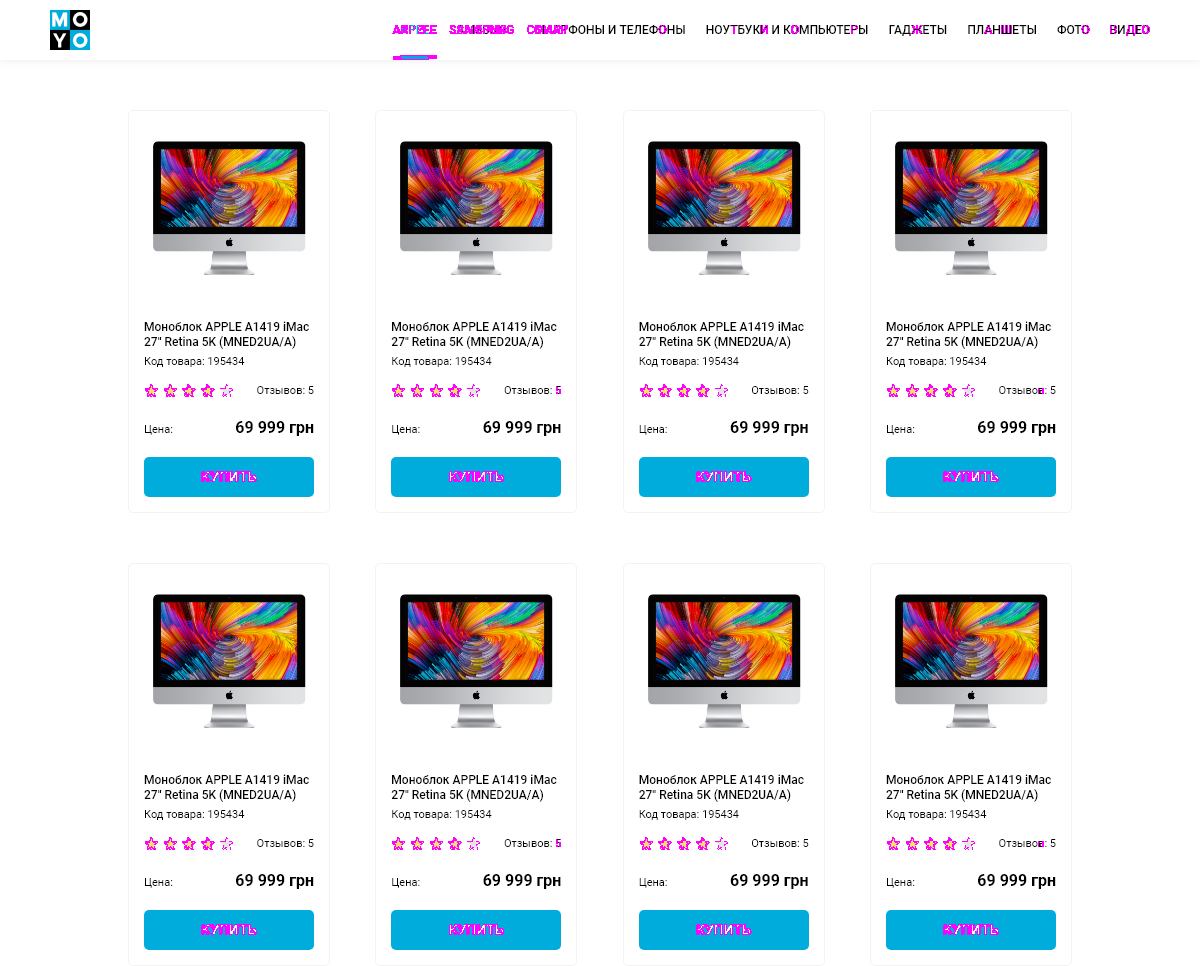 MO
YO
APPLE SAMSUNG СМАРТФОНЫ И ТЕЛЕФОНЫ НОУТБУКИ И КОМПЬЮТЕРЫ ГАДЖЕТЫ ПЛАНШЕТЫ ФОТО ВИДЕО
Моноблок APPLE A1419 iMac
27" Retina 5K (MNED2UA/A)
Код товара: 195434
Отзывов: 5
Цена: 69 999 грн
КУПИТЬ
Моноблок APPLE A1419 iMac
27" Retina 5K (MNED2UA/A)
Код товара: 195434
Отзывов: 5
Цена: 69 999 грн
КУПИТЬ
Моноблок APPLE A1419 iMac
27" Retina 5K (MNED2UA/A)
Код товара: 195434
Отзывов: 5
Цена: 69 999 грн
КУПИТЬ
Моноблок APPLE A1419 iMac
27" Retina 5K (MNED2UA/A)
Код товара: 195434
Отзывов: 5
Цена: 69 999 грн
КУПИТЬ
Моноблок APPLE A1419 iMac
27" Retina 5K (MNED2UA/A)
Код товара: 195434
Отзывов: 5
Цена: 69 999 грн
КУПИТЬ
Моноблок APPLE A1419 iMac
27" Retina 5K (MNED2UA/A)
Код товара: 195434
Отзывов: 5
Цена: 69 999 грн
КУПИТЬ
Моноблок APPLE A1419 iMac
27" Retina 5K (MNED2UA/A)
Код товара: 195434
Отзывов: 5
Цена: 69 999 грн
КУПИТЬ
Моноблок APPLE A1419 iMac
27" Retina 5K (MNED2UA/A)
Код товара: 195434
Отзывов: 5
Цена: 69 999 грн
КУПИТЬ